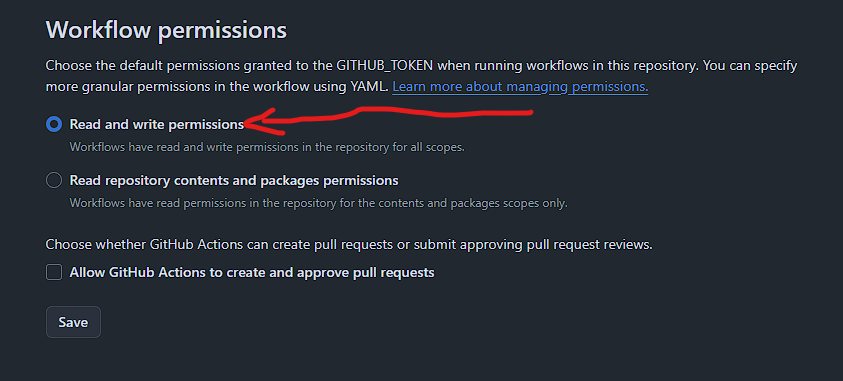 Workflow permissions
Choose the default permissions granted to the GITHUB_TOKEN when running workflows in this repository. You can specify
more granular permissions in the workflow using YAML. Learn more about managing permissions.
Read and write permissions
Workflows have read and write permissions in the repository for all scopes.
Read repository contents and packages permissions
Workflows have read permissions in the repository for the contents and packages scopes only.
Choose whether GitHub Actions can create pull requests or submit approving pull request reviews.
Allow GitHub Actions to create and approve pull requests
Save